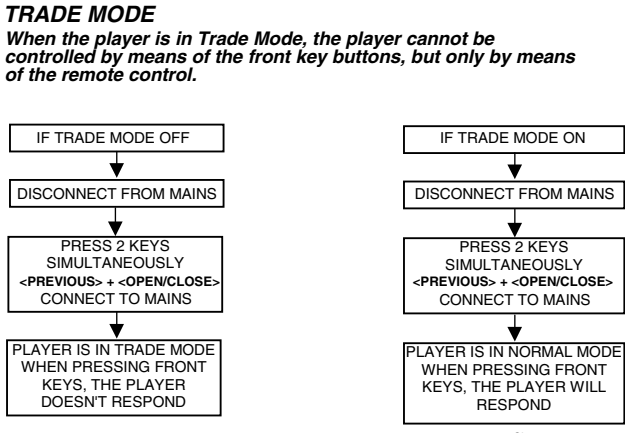 TRADE MODE
When the player is in Trade Mode, the player cannot be
controlled by means of the front key buttons, but only by means
of the remote control.
IF TRADE MODE OFF
DISCONNECT FROM MAINS
PRESS 2 KEYS
SIMULTANEOUSLY
<PREVIOUS> + <OPEN/CLOSE>
CONNECT TO MAINS
PLAYER IS IN TRADE MODE
WHEN PRESSING FRONT
KEYS, THE PLAYER
DOESN'T RESPOND
IF TRADE MODE ON
DISCONNECT FROM MAINS
PRESS 2 KEYS
SIMULTANEOUSLY
<PREVIOUS> + <OPEN/CLOSE>
CONNECT TO MAINS
PLAYER IS IN NORMAL MODE
WHEN PRESSING FRONT
KEYS, THE PLAYER WILL
RESPOND